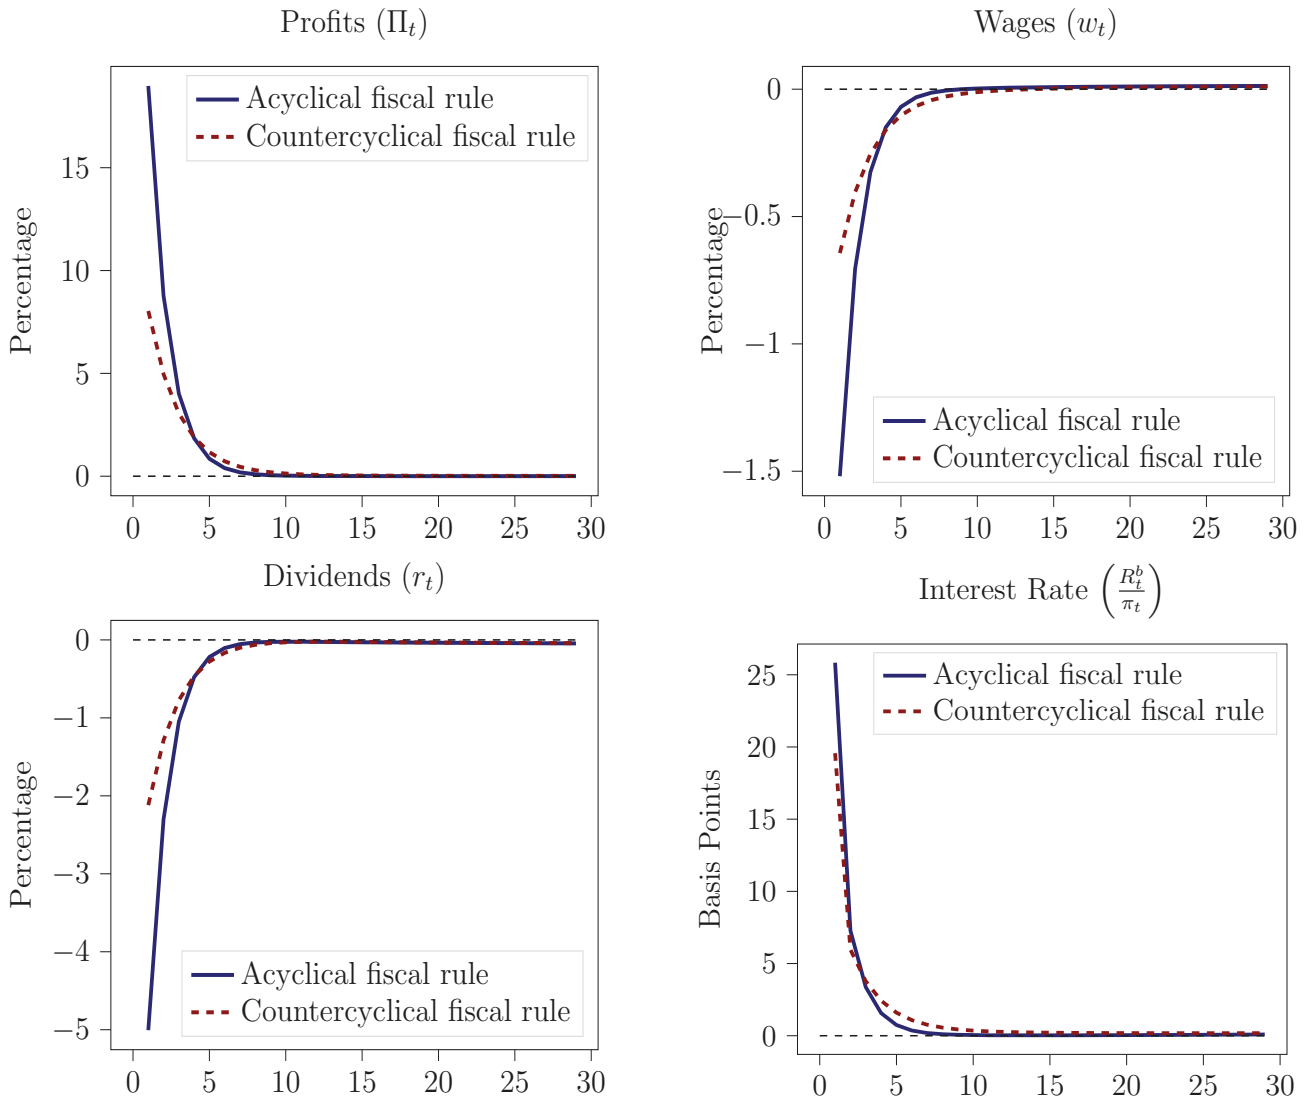 Profits (Πₜ)
Percentage
15
10
5
0
0 5 10 15 20 25 30
Acyclical fiscal rule
Countercyclical fiscal rule
Wages (wₜ)
Percentage
0
−0.5
−1
−1.5
0 5 10 15 20 25 30
Acyclical fiscal rule
Countercyclical fiscal rule
Dividends (rₜ)
Percentage
0
−1
−2
−3
−4
−5
0 5 10 15 20 25 30
Acyclical fiscal rule
Countercyclical fiscal rule
Interest Rate (Rₜᵇ/πₜ)
Basis Points
25
20
15
10
5
0
0 5 10 15 20 25 30
Acyclical fiscal rule
Countercyclical fiscal rule